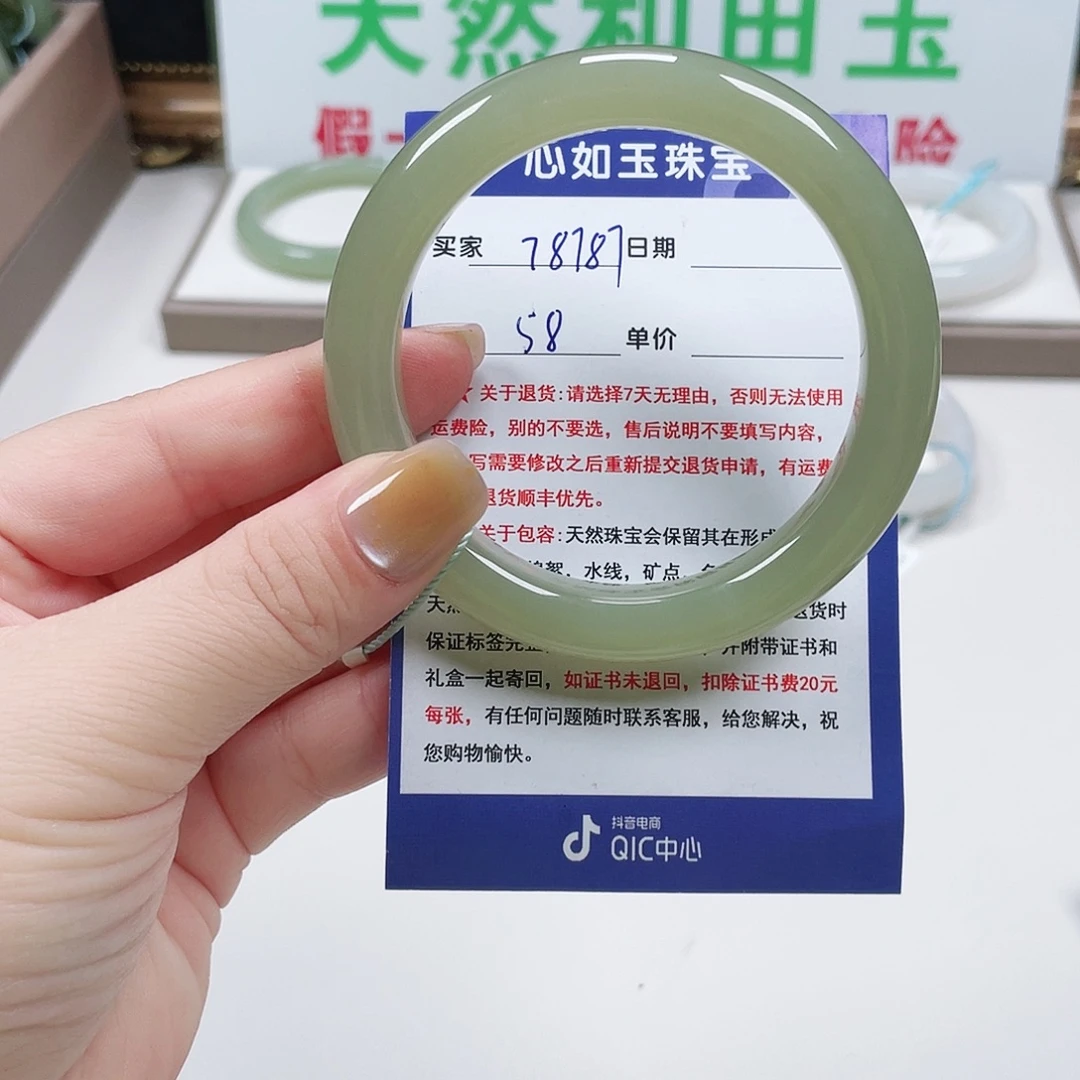 天然和田玉
假一 险
心如玉珠宝
买家 78787 日期
58 单价
关于退货:请选择7天无理由，否则无法使用
运费险，别的不要选，售后说明不要填写内容，
写需要修改之后重新提交退货申请，有运费
退货顺丰优先。
关于包容:天然珠宝会保留其在形成
棉絮，水线，矿点
天然 退货时
保证标签完整 并附带证书和
礼盒一起寄回，如证书未退回，扣除证书费20元
每张，有任何问题随时联系客服，给您解决，祝
您购物愉快。
抖音电商
QIC中心